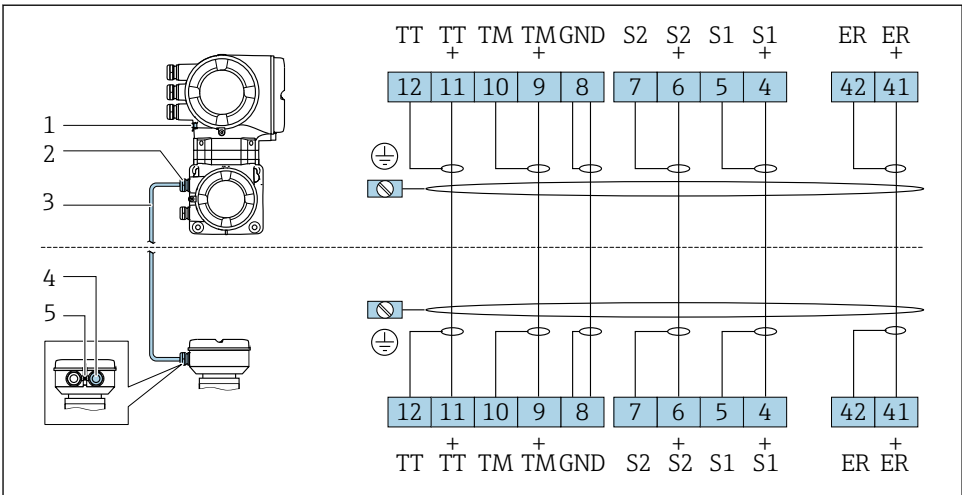 TT TT TM TM GND S2 S2 S1 S1 ER ER
+ + + + +
12 11 10 9 8 7 6 5 4 42 41
1
2
3
4
5
12 11 10 9 8 7 6 5 4 42 41
+ + + + +
TT TT TM TM GND S2 S2 S1 S1 ER ER